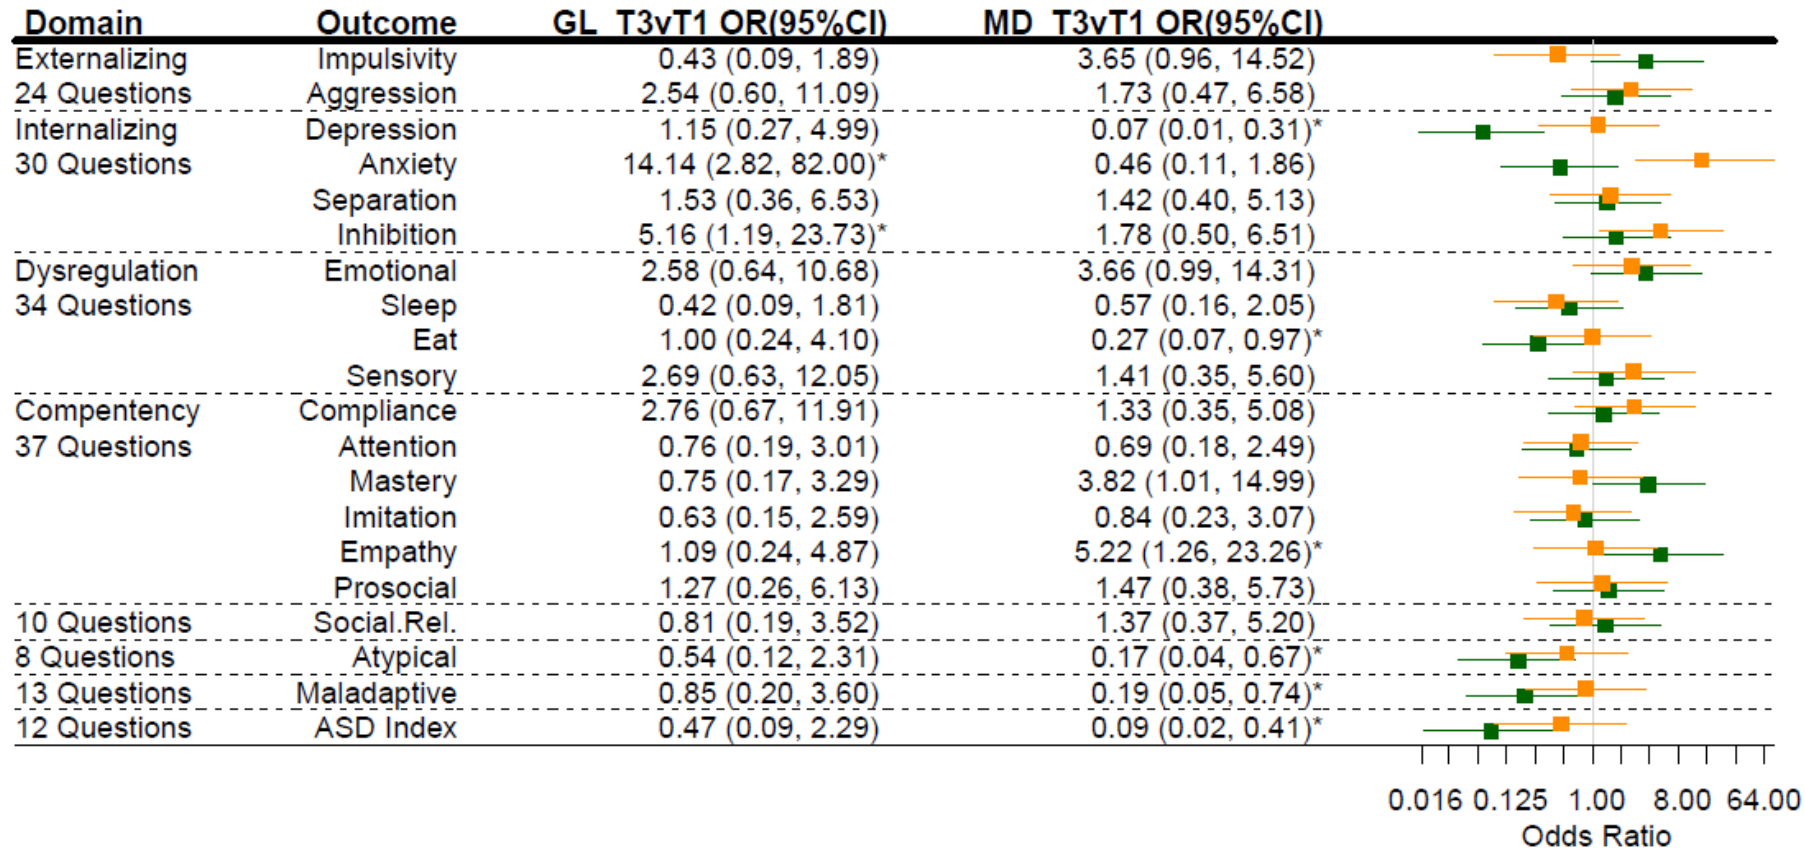 Domain Outcome GL T3vT1 OR(95%CI) MD T3vT1 OR(95%CI)
Externalizing Impulsivity 0.43 (0.09, 1.89) 3.65 (0.96, 14.52)
24 Questions Aggression 2.54 (0.60, 11.09) 1.73 (0.47, 6.58)
Internalizing Depression 1.15 (0.27, 4.99) 0.07 (0.01, 0.31)*
30 Questions Anxiety 14.14 (2.82, 82.00)* 0.46 (0.11, 1.86)
Separation 1.53 (0.36, 6.53) 1.42 (0.40, 5.13)
Inhibition 5.16 (1.19, 23.73)* 1.78 (0.50, 6.51)
Dysregulation Emotional 2.58 (0.64, 10.68) 3.66 (0.99, 14.31)
34 Questions Sleep 0.42 (0.09, 1.81) 0.57 (0.16, 2.05)
Eat 1.00 (0.24, 4.10) 0.27 (0.07, 0.97)*
Sensory 2.69 (0.63, 12.05) 1.41 (0.35, 5.60)
Compentency Compliance 2.76 (0.67, 11.91) 1.33 (0.35, 5.08)
37 Questions Attention 0.76 (0.19, 3.01) 0.69 (0.18, 2.49)
Mastery 0.75 (0.17, 3.29) 3.82 (1.01, 14.99)
Imitation 0.63 (0.15, 2.59) 0.84 (0.23, 3.07)
Empathy 1.09 (0.24, 4.87) 5.22 (1.26, 23.26)*
Prosocial 1.27 (0.26, 6.13) 1.47 (0.38, 5.73)
10 Questions Social.Rel. 0.81 (0.19, 3.52) 1.37 (0.37, 5.20)
8 Questions Atypical 0.54 (0.12, 2.31) 0.17 (0.04, 0.67)*
13 Questions Maladaptive 0.85 (0.20, 3.60) 0.19 (0.05, 0.74)*
12 Questions ASD Index 0.47 (0.09, 2.29) 0.09 (0.02, 0.41)*
0.016 0.125 1.00 8.00 64.00
Odds Ratio